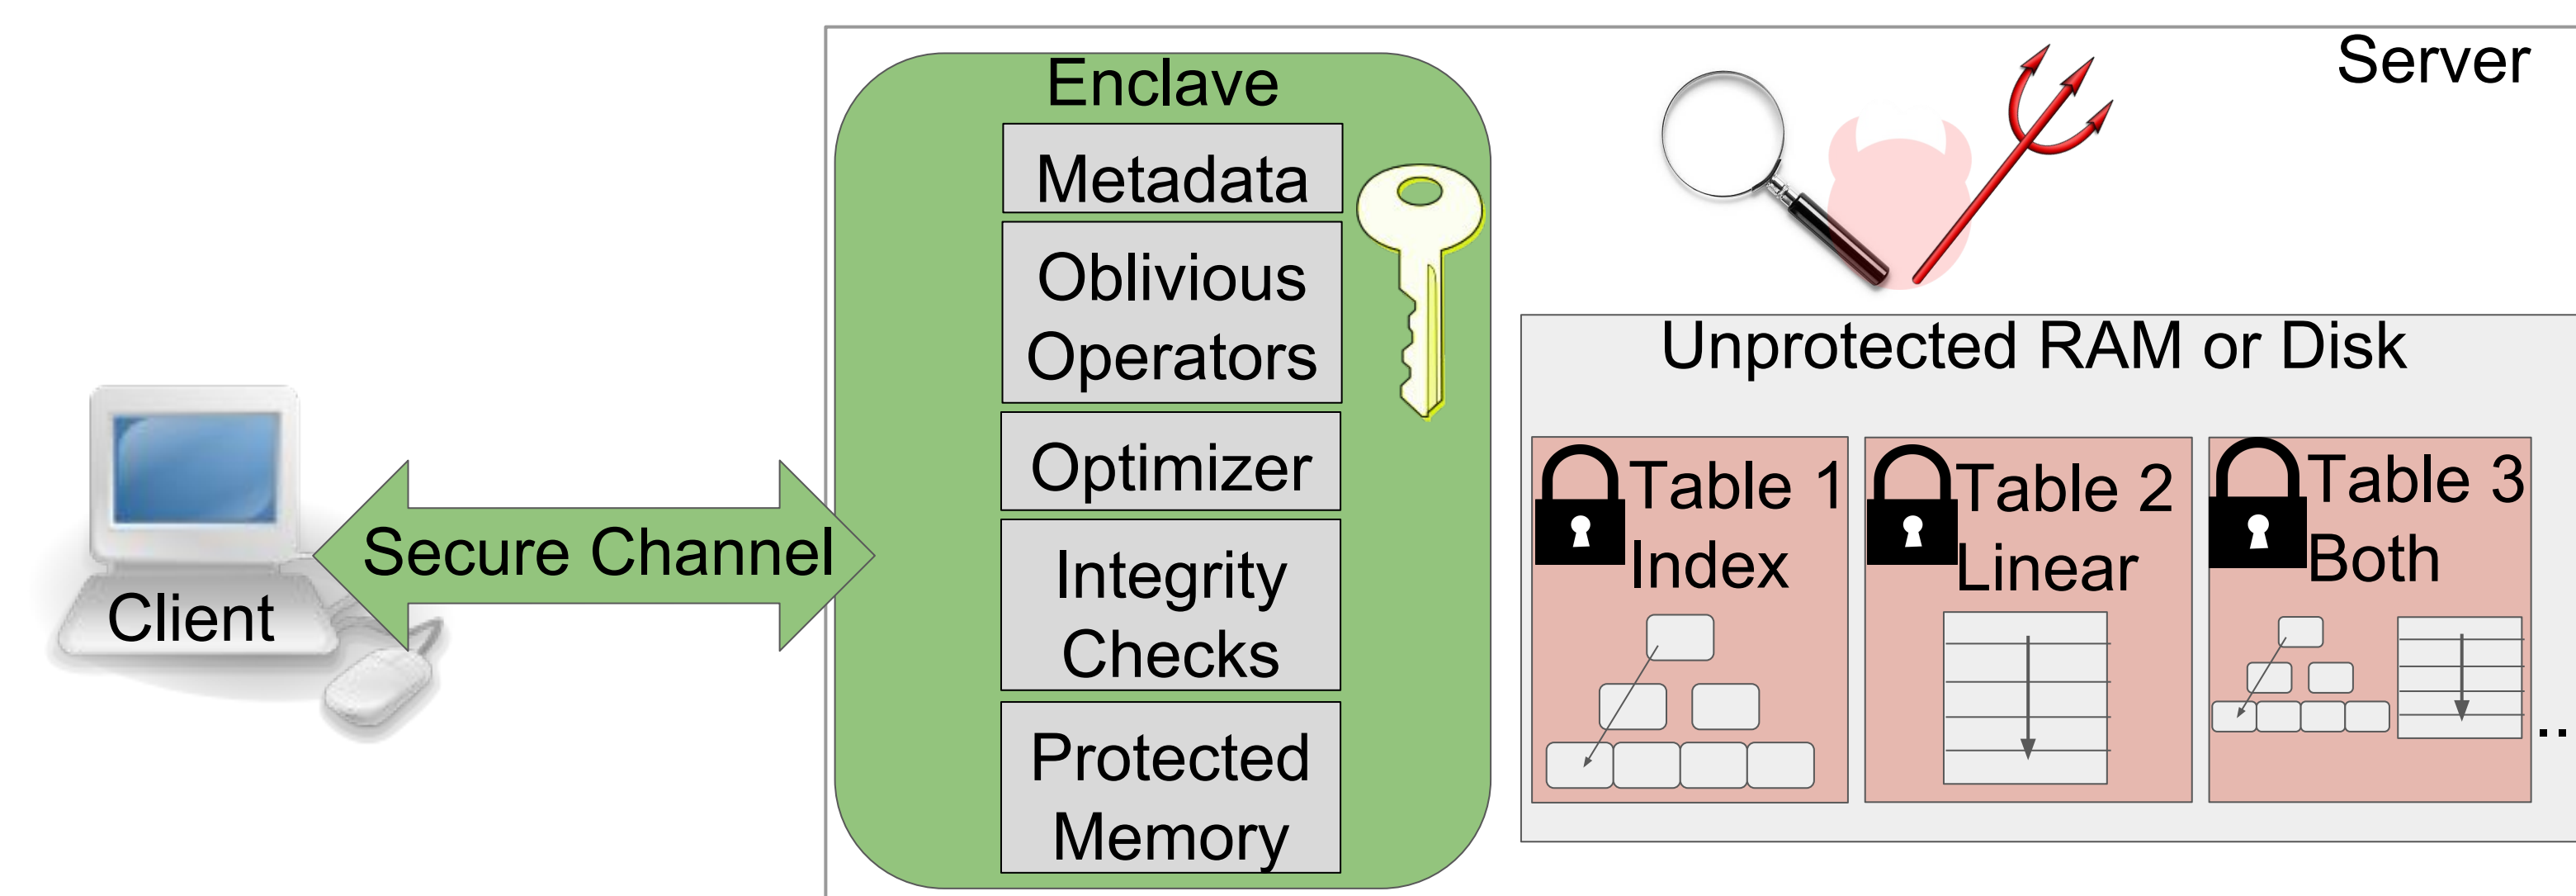 Server
Enclave
Metadata
Oblivious
Operators
Optimizer
Integrity
Checks
Protected
Memory
Client
Secure Channel
Unprotected RAM or Disk
Table 1
Index
Table 2
Linear
Table 3
Both
..